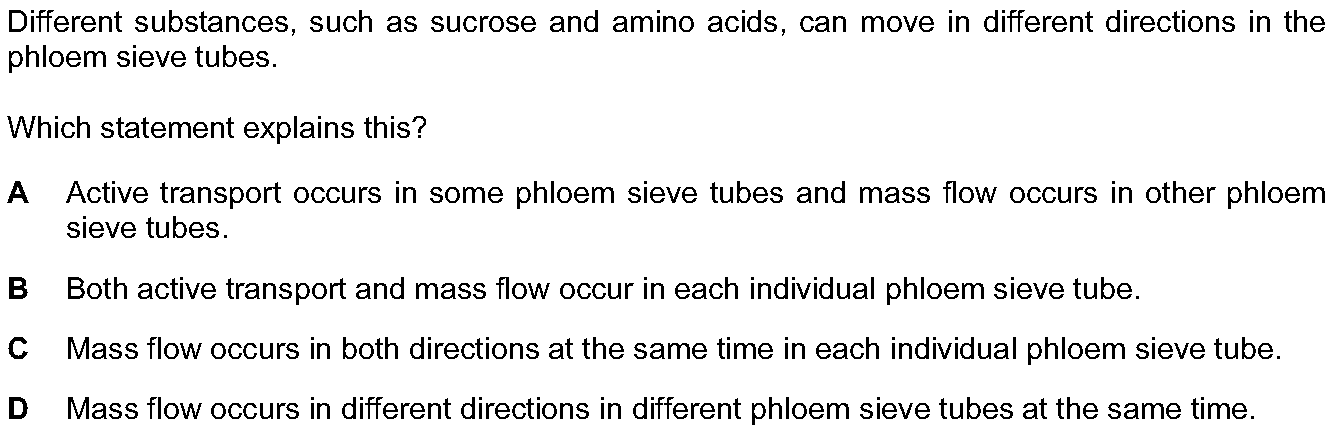 Different substances, such as sucrose and amino acids, can move in different directions in the
phloem sieve tubes.
Which statement explains this?
A Active transport occurs in some phloem sieve tubes and mass flow occurs in other phloem
sieve tubes.
B Both active transport and mass flow occur in each individual phloem sieve tube.
C Mass flow occurs in both directions at the same time in each individual phloem sieve tube.
D Mass flow occurs in different directions in different phloem sieve tubes at the same time.